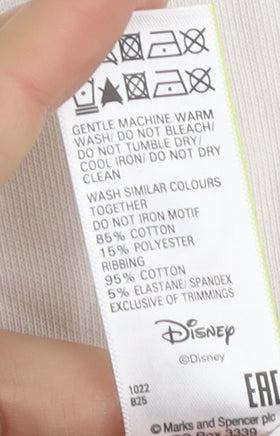 GENTLE MACHINE WARM
WASH/ DO NOT BLEACH/
DO NOT TUMBLE DRY/
COOL IRON/ DO NOT DRY
CLEAN
WASH SIMILAR COLOURS
TOGETHER
DO NOT IRON MOTIF
85% COTTON
15% POLYESTER
RIBBING
95% COTTON
5% ELASTANE/ SPANDEX
EXCLUSIVE OF TRIMMINGS
Disney
©Disney
1022
B25
EAC
© Marks and Spencer plc
Box 3339